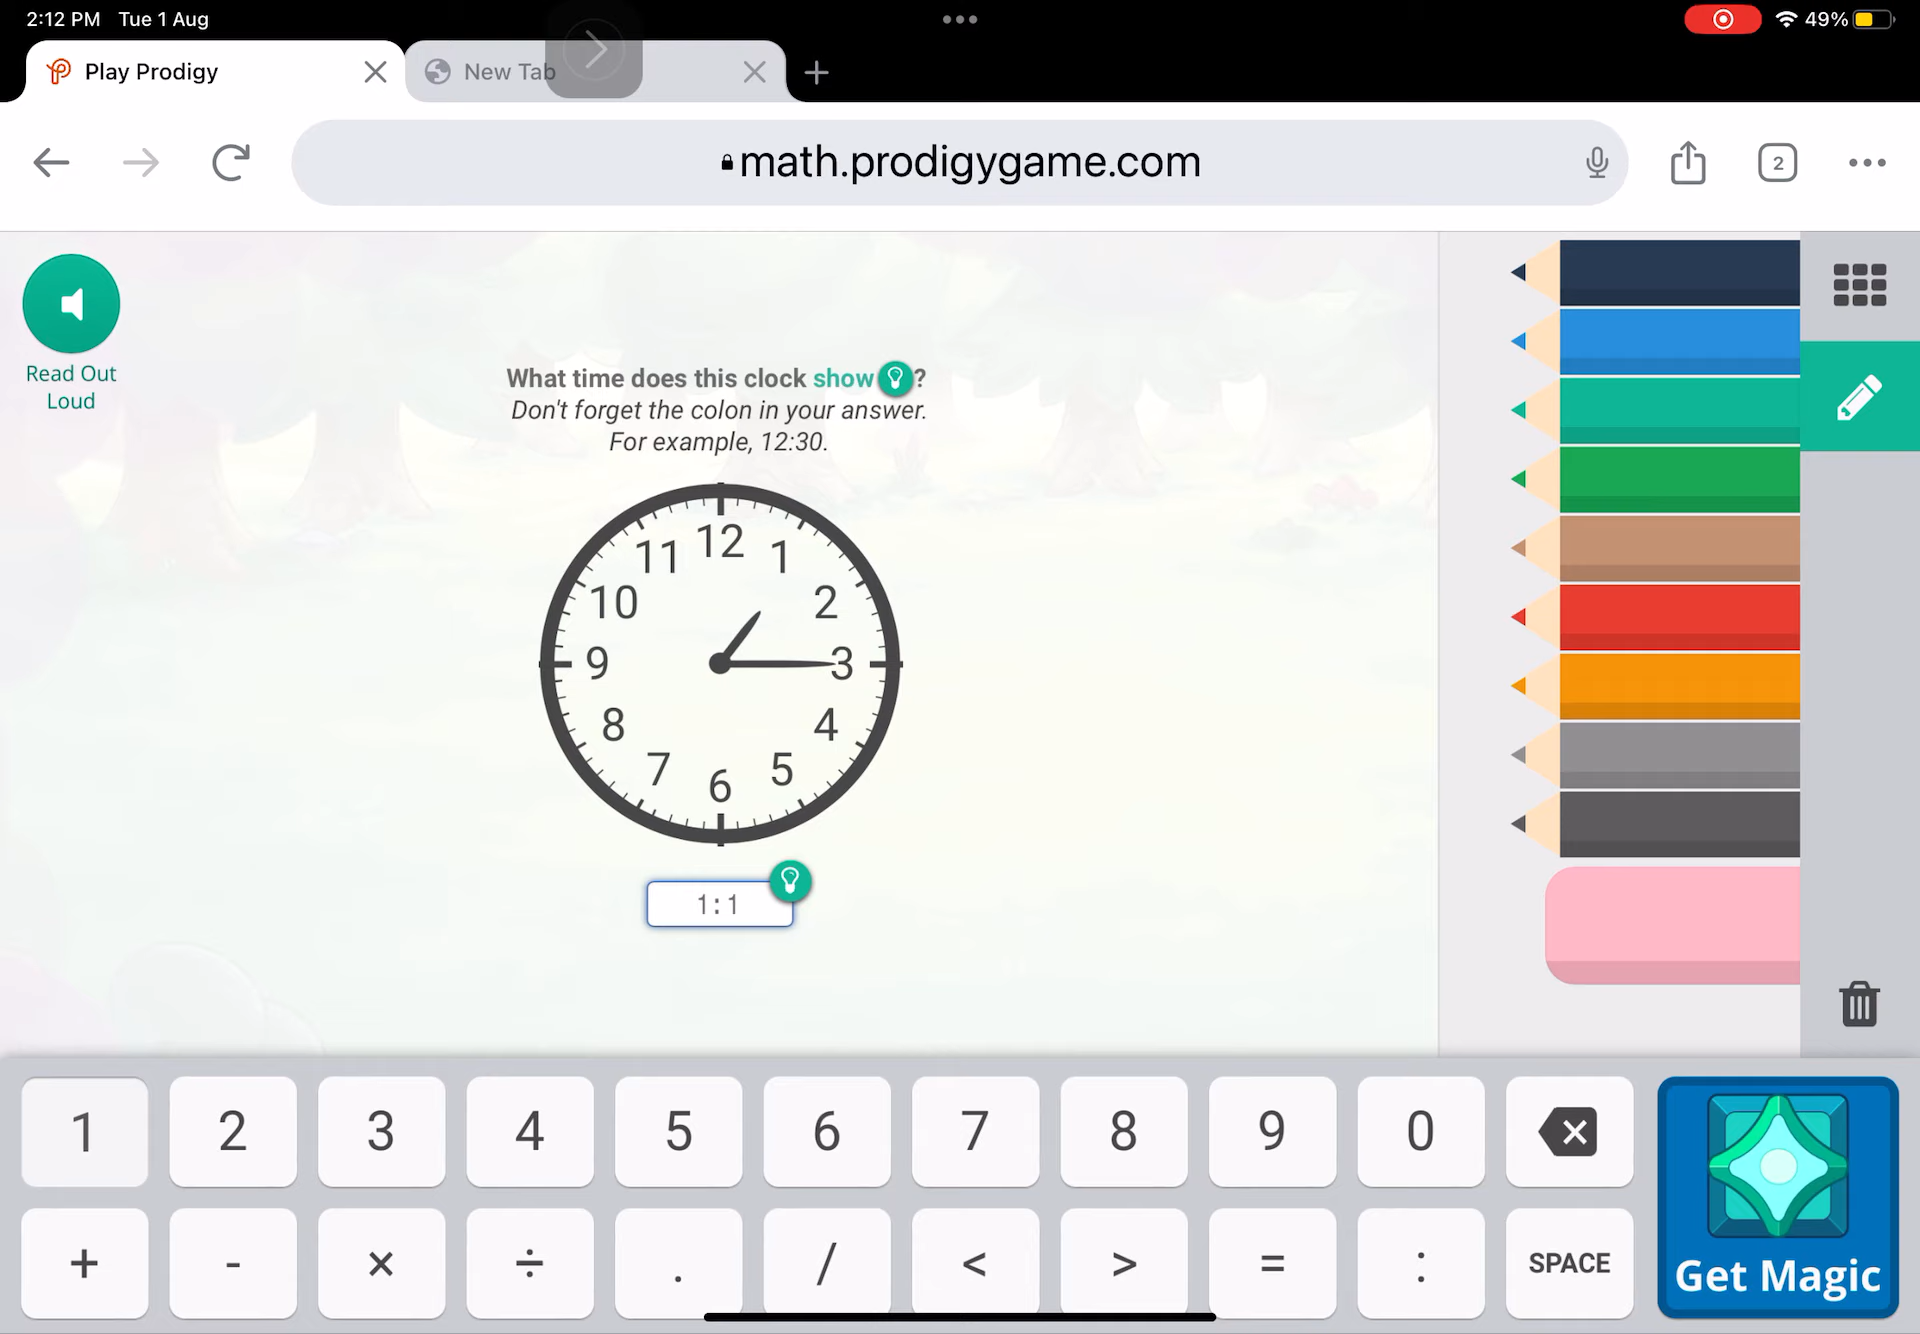 2:12 PM Tue 1 Aug
49%
Play Prodigy
New Tab
math.prodigygame.com
2
Read Out
Loud
What time does this clock show ?
Don't forget the colon in your answer.
For example, 12:30.
12
11 1
10 2
9 3
8 4
7 5
6
1:1
1 2 3 4 5 6 7 8 9 0
+ - × ÷ . / < > = : SPACE
Get Magic